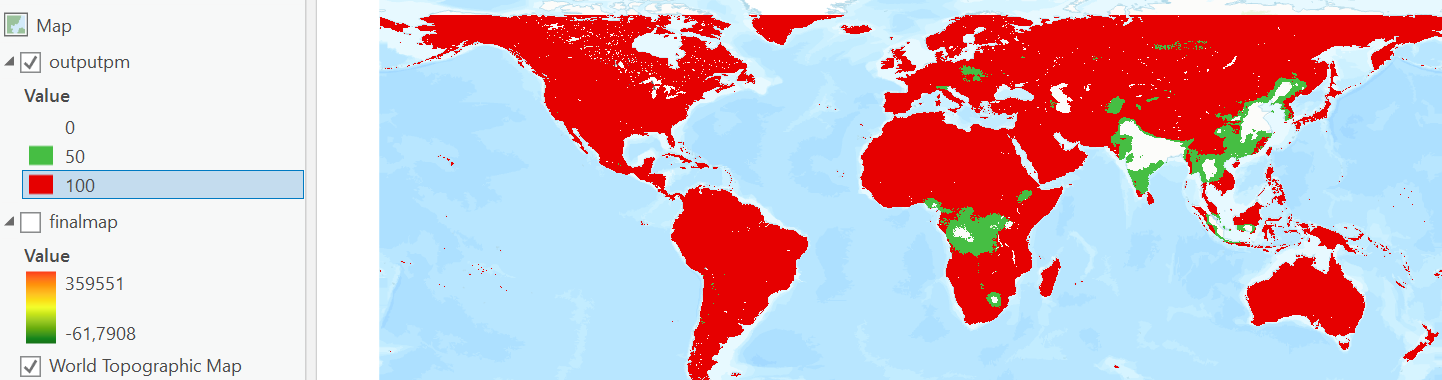 Map
outputpm
Value
0
50
100
finalmap
Value
359551
-61,7908
World Topographic Map